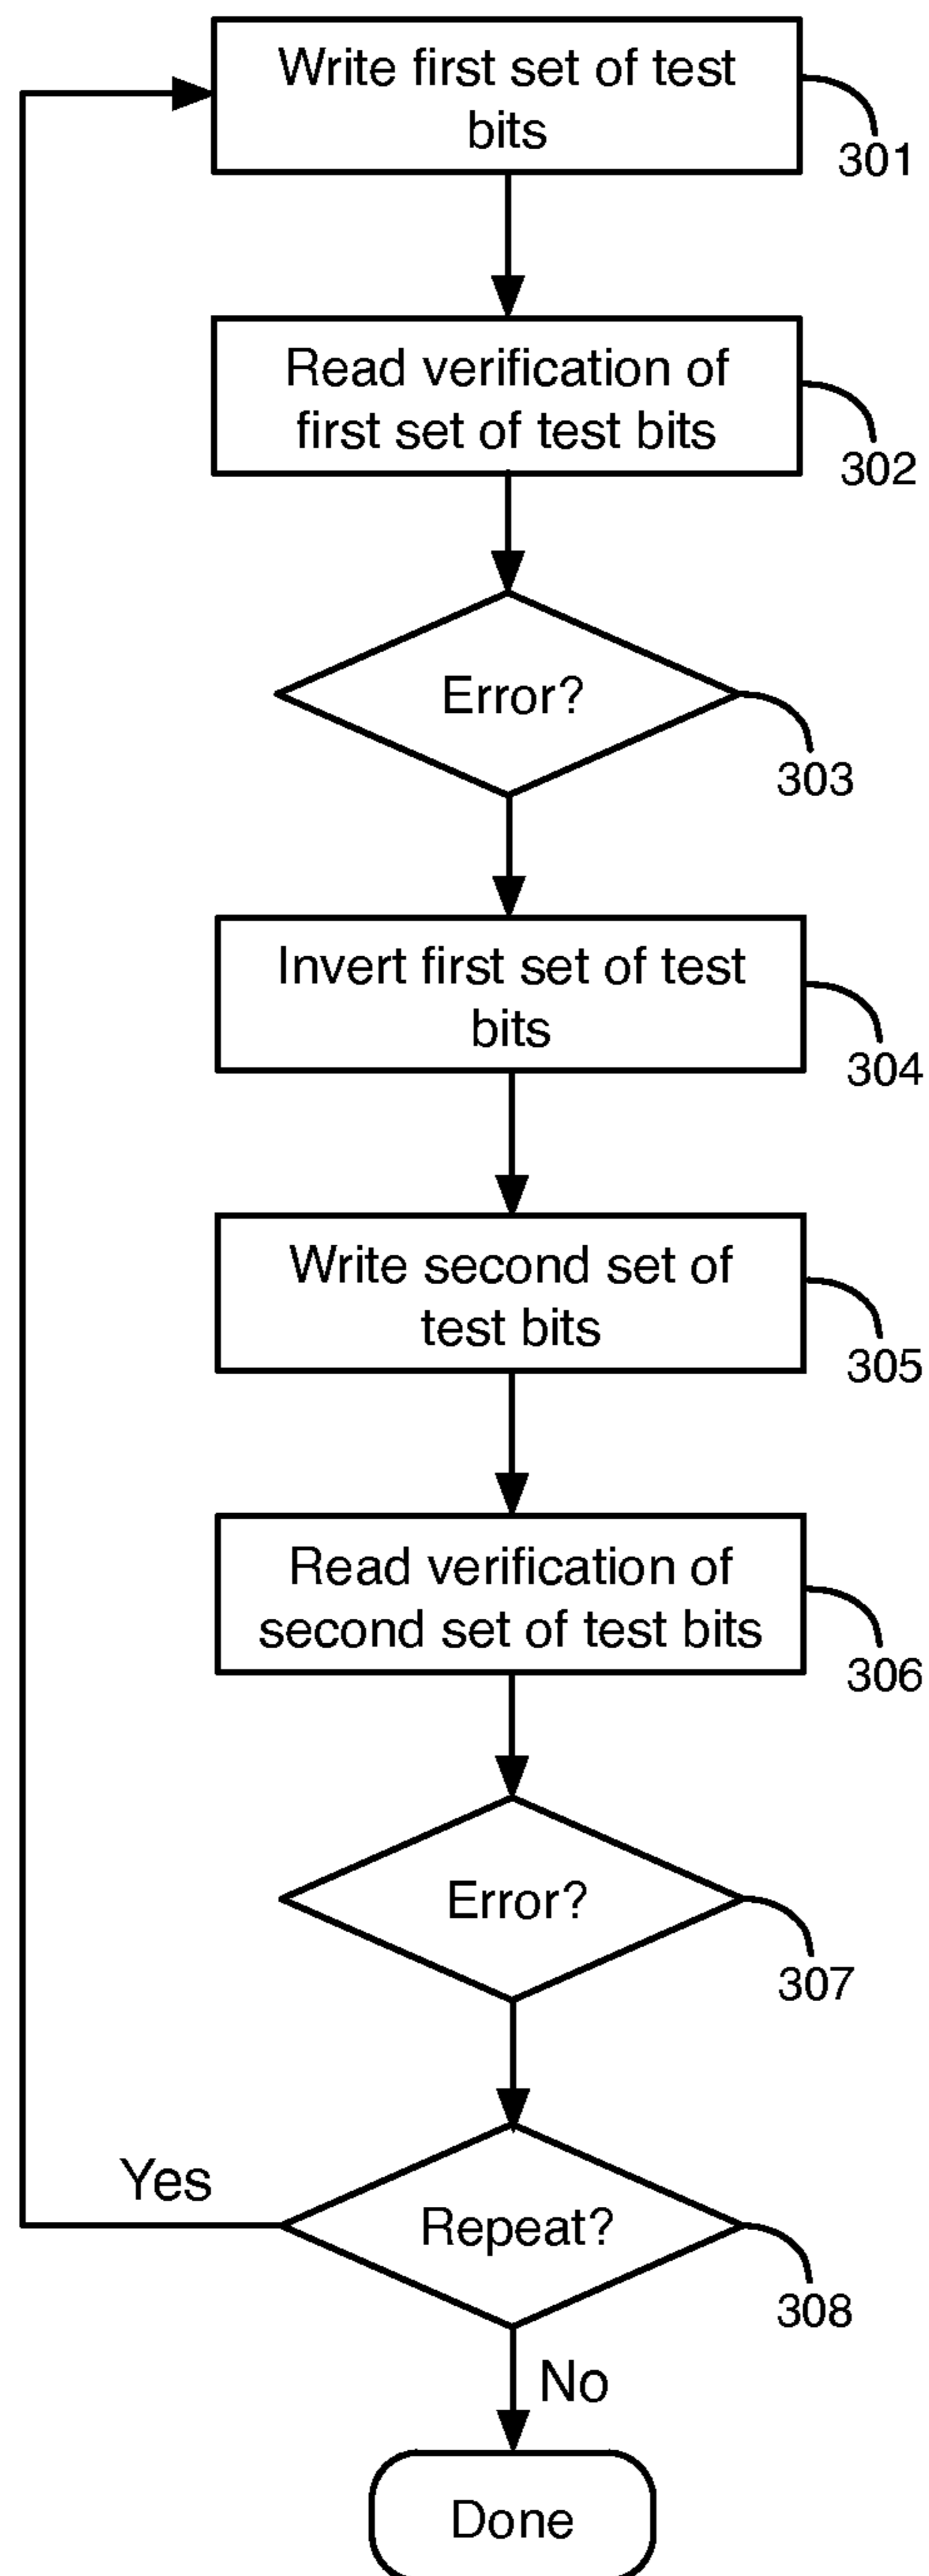 Write first set of test
bits
301
Read verification of
first set of test bits
302
Error?
303
Invert first set of test
bits
304
Write second set of
test bits
305
Read verification of
second set of test bits
306
Error?
307
Yes
Repeat?
308
No
Done